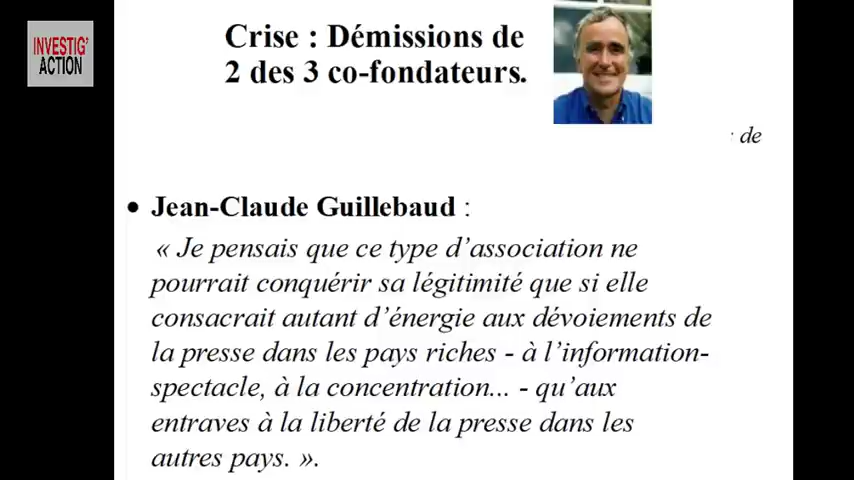 INVESTIG'
ACTION
Crise : Démissions de
2 des 3 co-fondateurs.
de
• Jean-Claude Guillebaud :
« Je pensais que ce type d’association ne
pourrait conquérir sa légitimité que si elle
consacrait autant d’énergie aux dévoiements de
la presse dans les pays riches - à l’information-
spectacle, à la concentration... - qu’aux
entraves à la liberté de la presse dans les
autres pays. ».